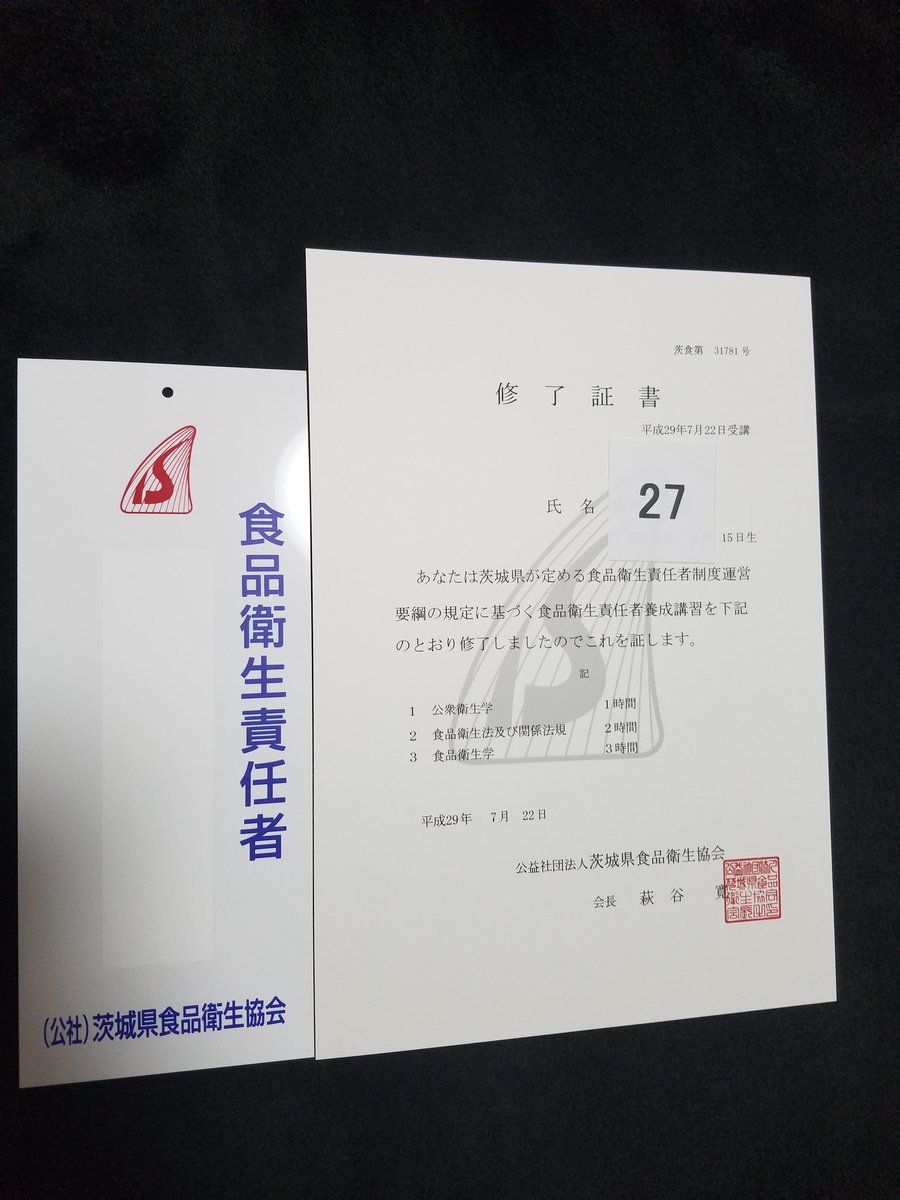 食品衛生責任者
(公社)茨城県食品衛生協会
茨食第 31781 号
修了証書
平成29年7月22日受講
氏名 27
15日生
あなたは茨城県が定める食品衛生責任者制度運営
要綱の規定に基づく食品衛生責任者養成講習を下記
のとおり修了しましたのでこれを証します。
記
1 公衆衛生学 1時間
2 食品衛生法及び関係法規 2時間
3 食品衛生学 3時間
平成29年 7月 22日
公益社団法人茨城県食品衛生協会
会長 萩谷 寛